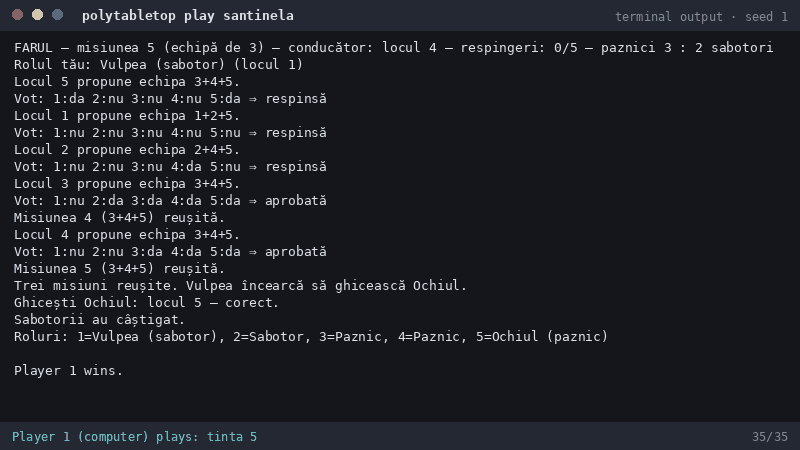 polytabletop play santinela
terminal output · seed 1
FARUL — misiunea 5 (echipă de 3) — conducător: locul 4 — respingeri: 0/5 — paznici 3 : 2 sabotori
Rolul tău: Vulpea (sabotor) (locul 1)
Locul 5 propune echipa 3+4+5.
Vot: 1:da 2:nu 3:nu 4:nu 5:da ⇒ respinsă
Locul 1 propune echipa 1+2+5.
Vot: 1:nu 2:nu 3:nu 4:nu 5:nu ⇒ respinsă
Locul 2 propune echipa 2+4+5.
Vot: 1:nu 2:nu 3:nu 4:da 5:nu ⇒ respinsă
Locul 3 propune echipa 3+4+5.
Vot: 1:nu 2:da 3:da 4:da 5:da ⇒ aprobată
Misiunea 4 (3+4+5) reușită.
Locul 4 propune echipa 3+4+5.
Vot: 1:nu 2:nu 3:da 4:da 5:da ⇒ aprobată
Misiunea 5 (3+4+5) reușită.
Trei misiuni reușite. Vulpea încearcă să ghicească Ochiul.
Ghicești Ochiul: locul 5 — corect.
Sabotorii au câștigat.
Roluri: 1=Vulpea (sabotor), 2=Sabotor, 3=Paznic, 4=Paznic, 5=Ochiul (paznic)
Player 1 wins.
Player 1 (computer) plays: tinta 5
35/35